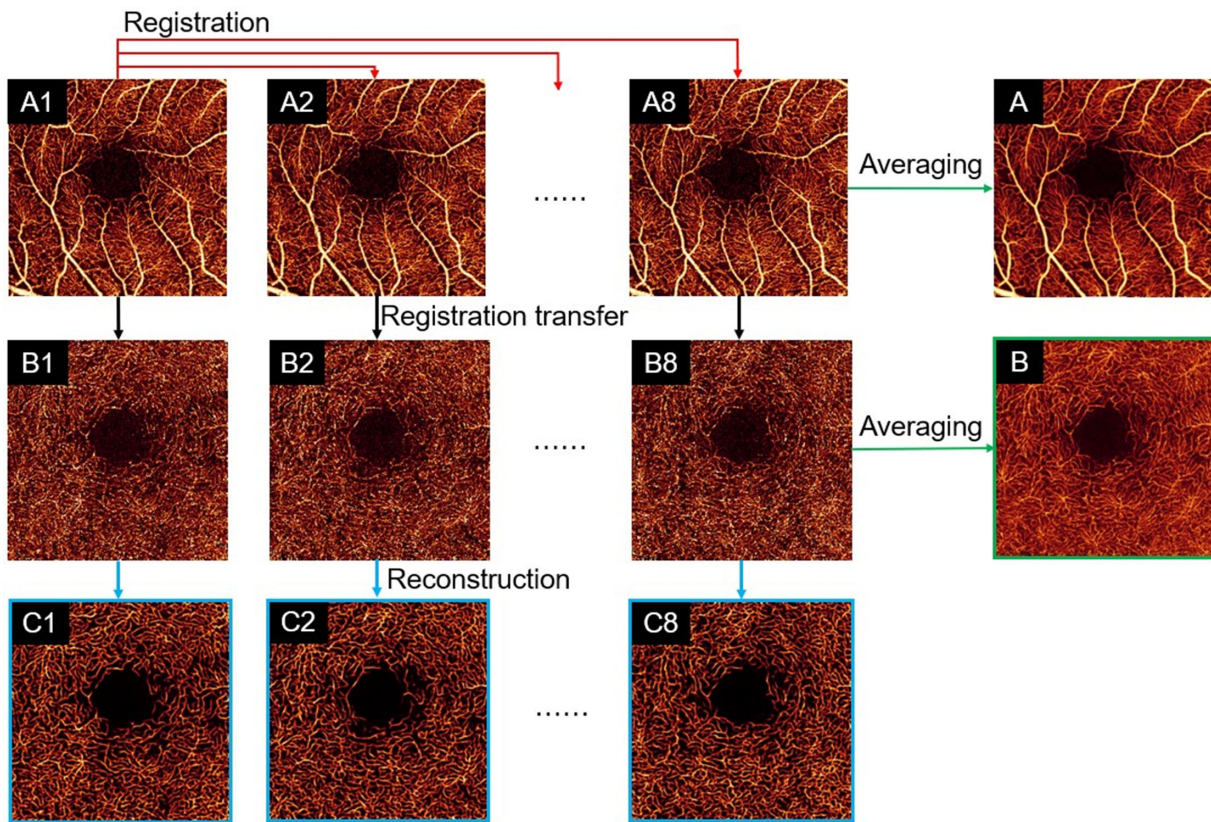 Registration
A1
A2
A8
A
Averaging
......
Registration transfer
B1
B2
B8
B
Averaging
......
Reconstruction
C1
C2
C8
......